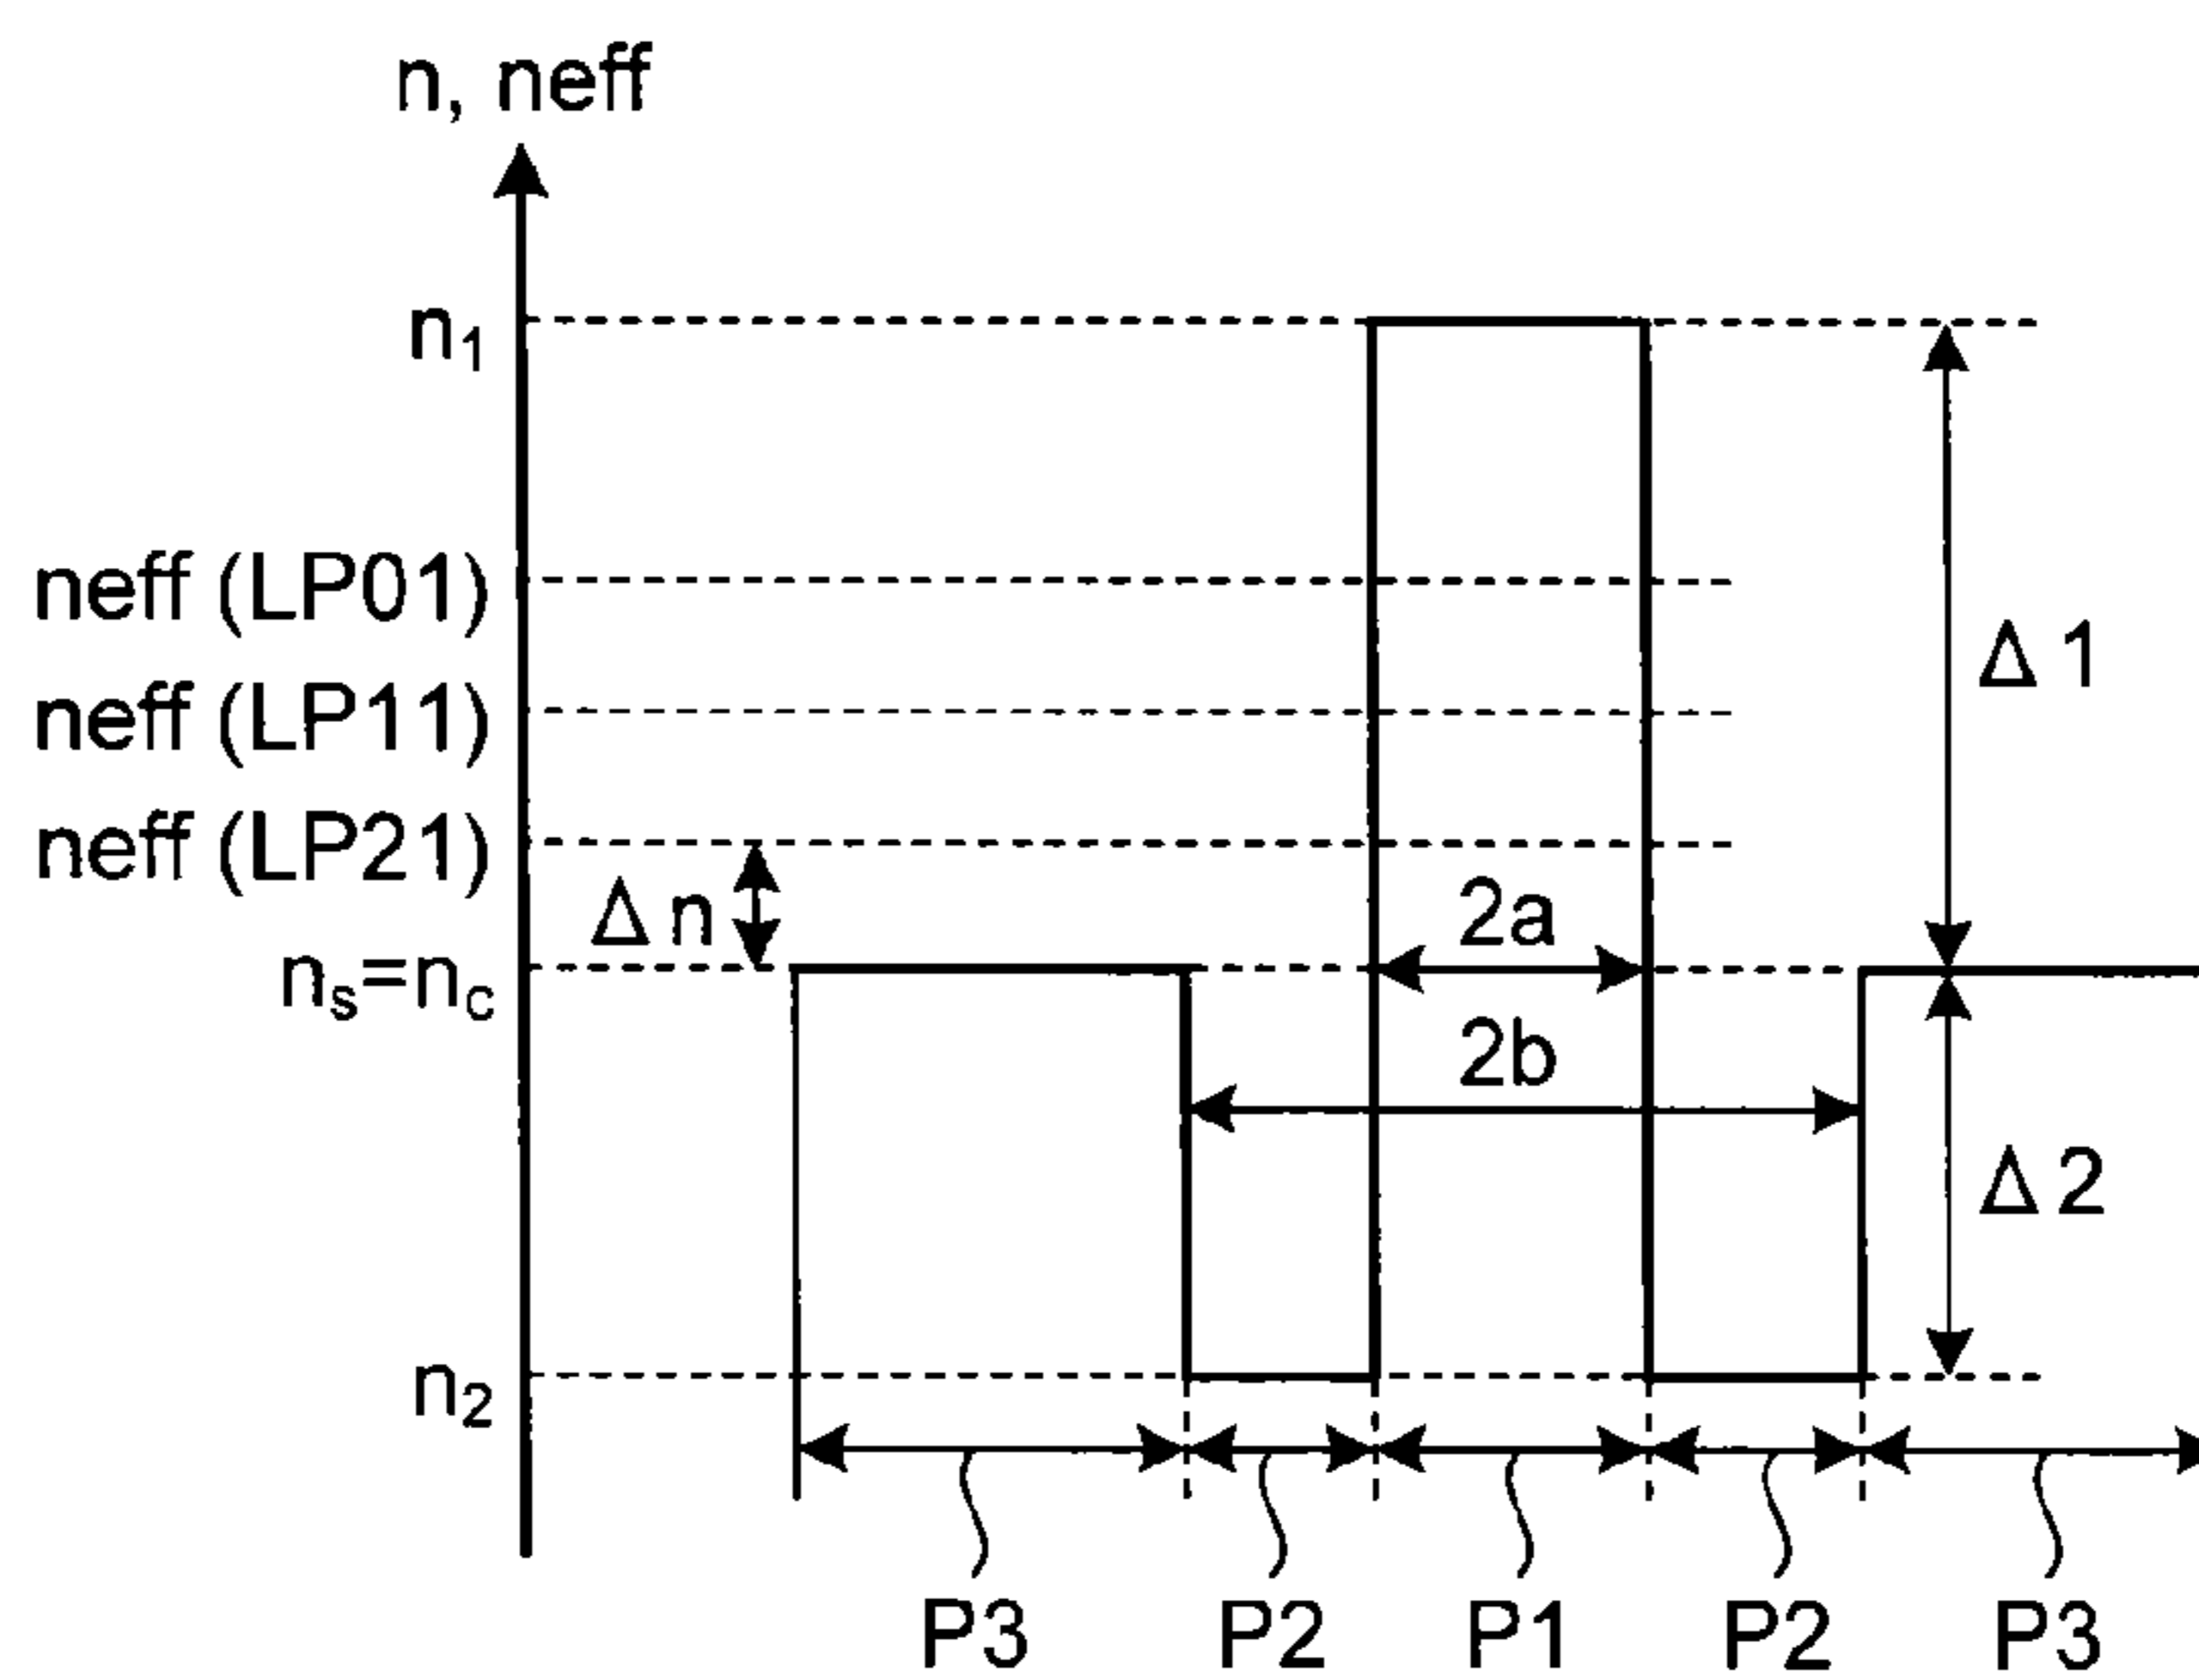 n, neff
n₁
neff (LP01)
Δ1
neff (LP11)
neff (LP21)
Δn
2a
nₛ=n꜀
2b
Δ2
n₂
P3 P2 P1 P2 P3